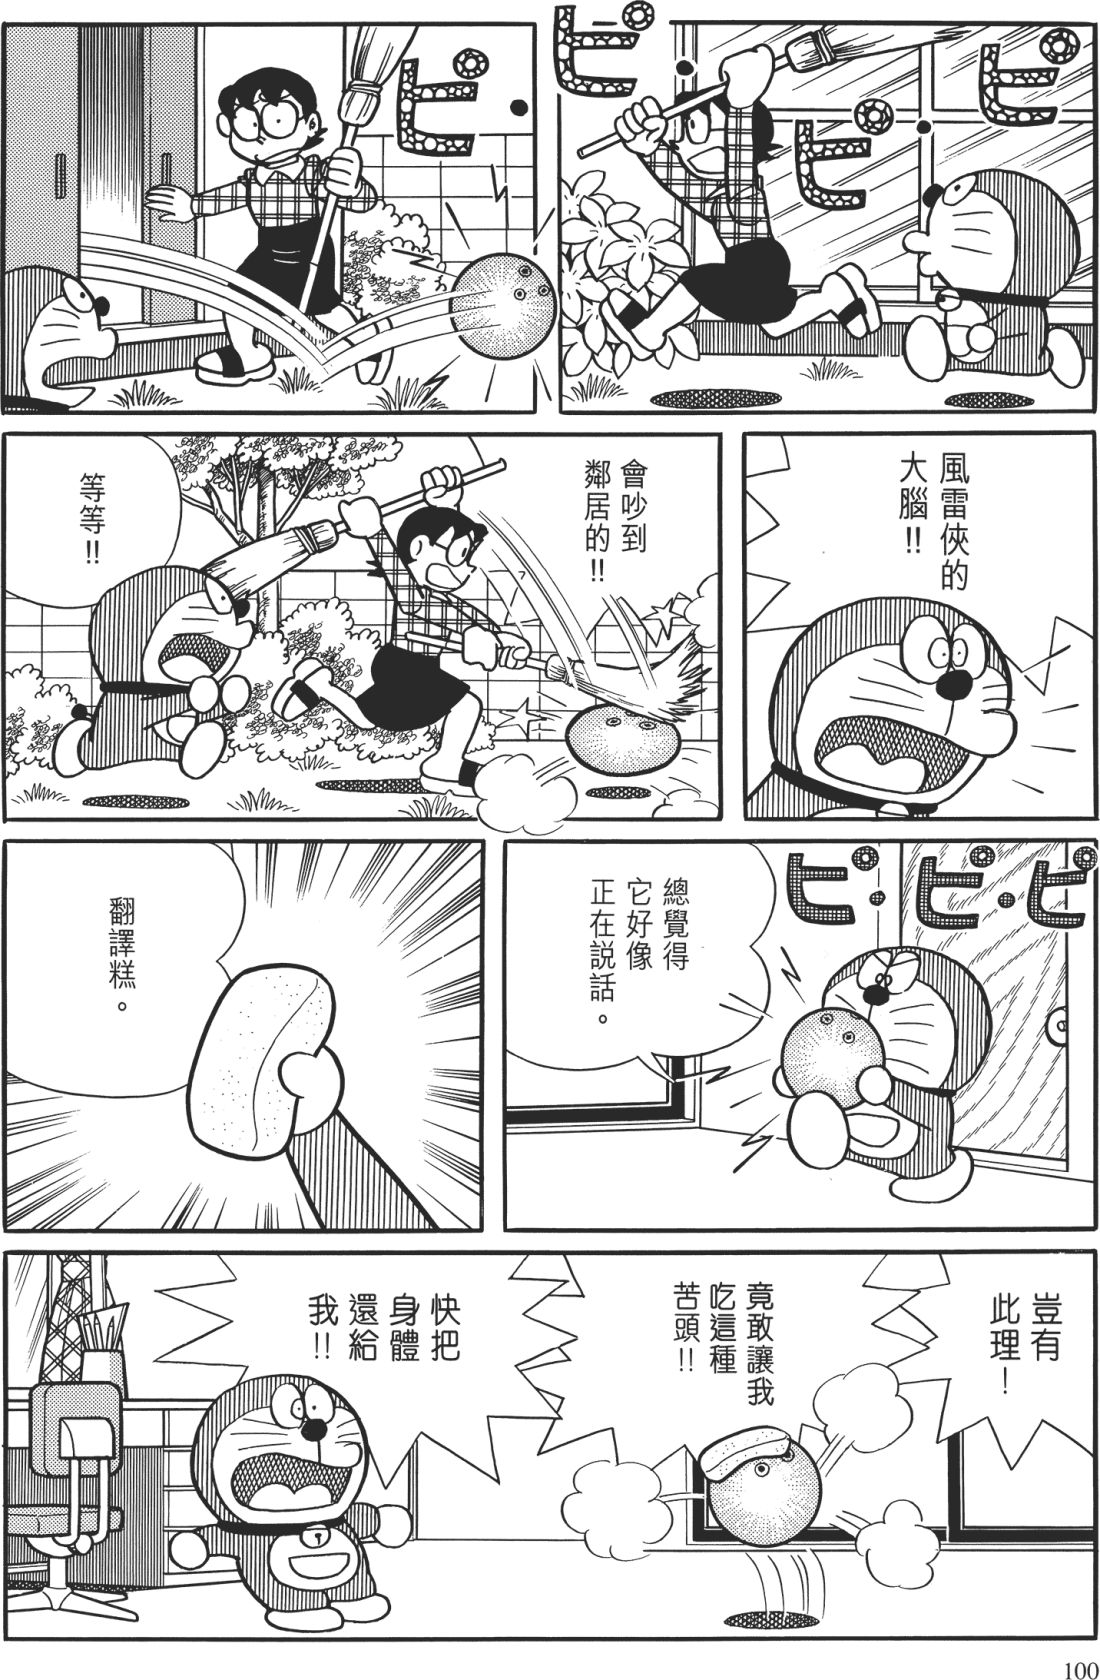 ピ・ピ・ピ
ピ・
風雷俠的
大腦!!
會吵到
鄰居的!!
等等!!
ピ・ピ・ピ
總覺得
它好像
正在説話。
翻譯糕。
豈有
此理!
竟敢讓我
吃這種
苦頭!!
快把
身體
還給
我!!
100